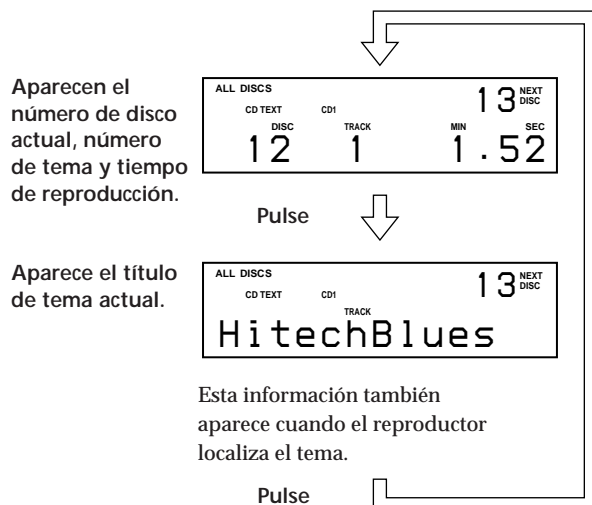 Aparecen el
número de disco
actual, número
de tema y tiempo
de reproducción.
ALL DISCS
CD TEXT CD1 13 NEXT DISC
DISC TRACK MIN SEC
12 1 1.52
Pulse
Aparece el título
de tema actual.
ALL DISCS
CD TEXT CD1 13 NEXT DISC
TRACK
HitechBlues
Esta información también
aparece cuando el reproductor
localiza el tema.
Pulse